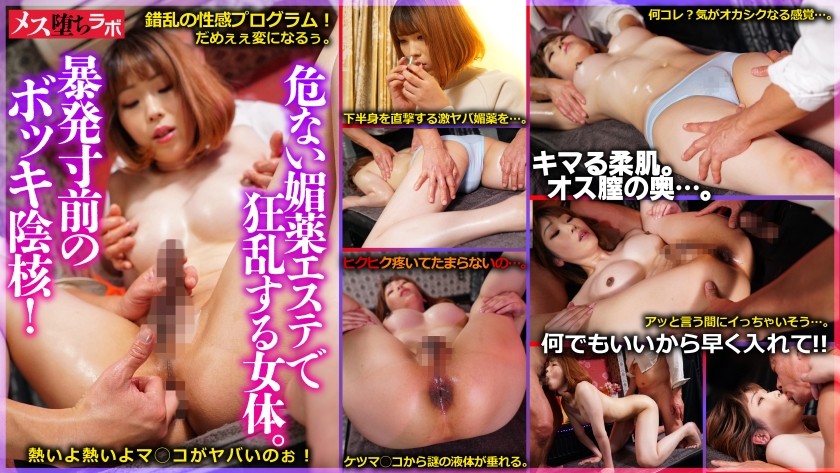 メス堕ちラボ
錯乱の性感プログラム!
だめぇぇ変になるぅ。
危ない媚薬エステで
狂乱する女体。
暴発寸前の
ボッキ陰核!
熱いよ熱いよマ〇コがヤバいのぉ!
下半身を直撃する激ヤバ媚薬を…。
ヒクヒク疼いてたまらないの…。
ケツマ〇コから謎の液体が垂れる。
何コレ?気がオカシクなる感覚…。
キマる柔肌。
オス膣の奥…。
アッと言う間にイっちゃいそう…。
何でもいいから早く入れて!!